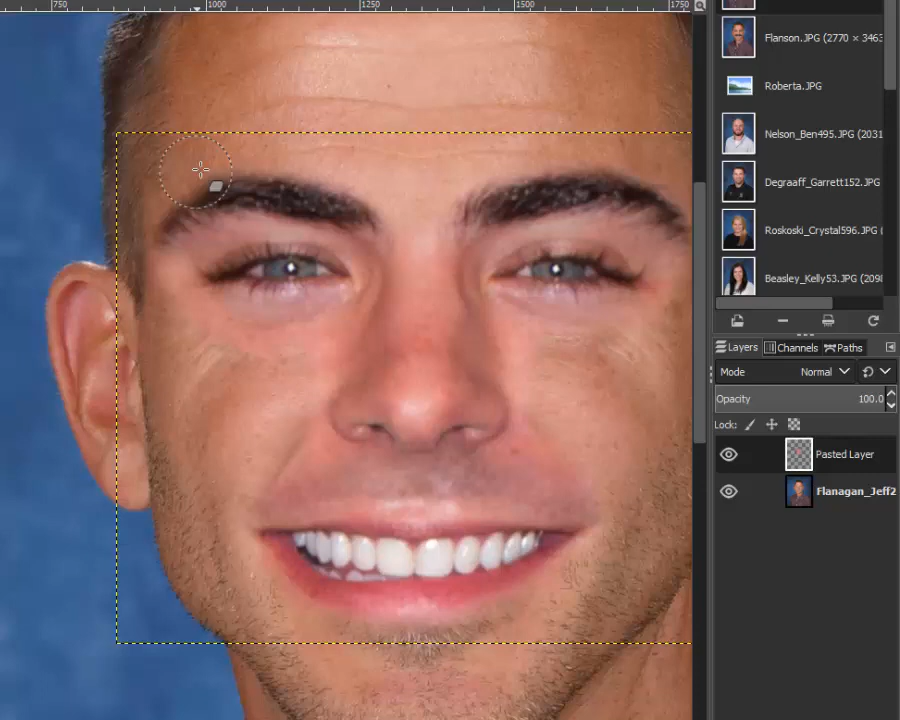 750
1000
1250
1500
1750
Flanson.JPG (2770 × 3463
Roberta.JPG
Nelson_Ben495.JPG (2031
Degraaff_Garrett152.JPG
Roskoski_Crystal596.JPG (
Beasley_Kelly53.JPG (209
Layers Channels Paths
Mode Normal
Opacity 100.0
Lock:
Pasted Layer
Flanagan_Jeff2